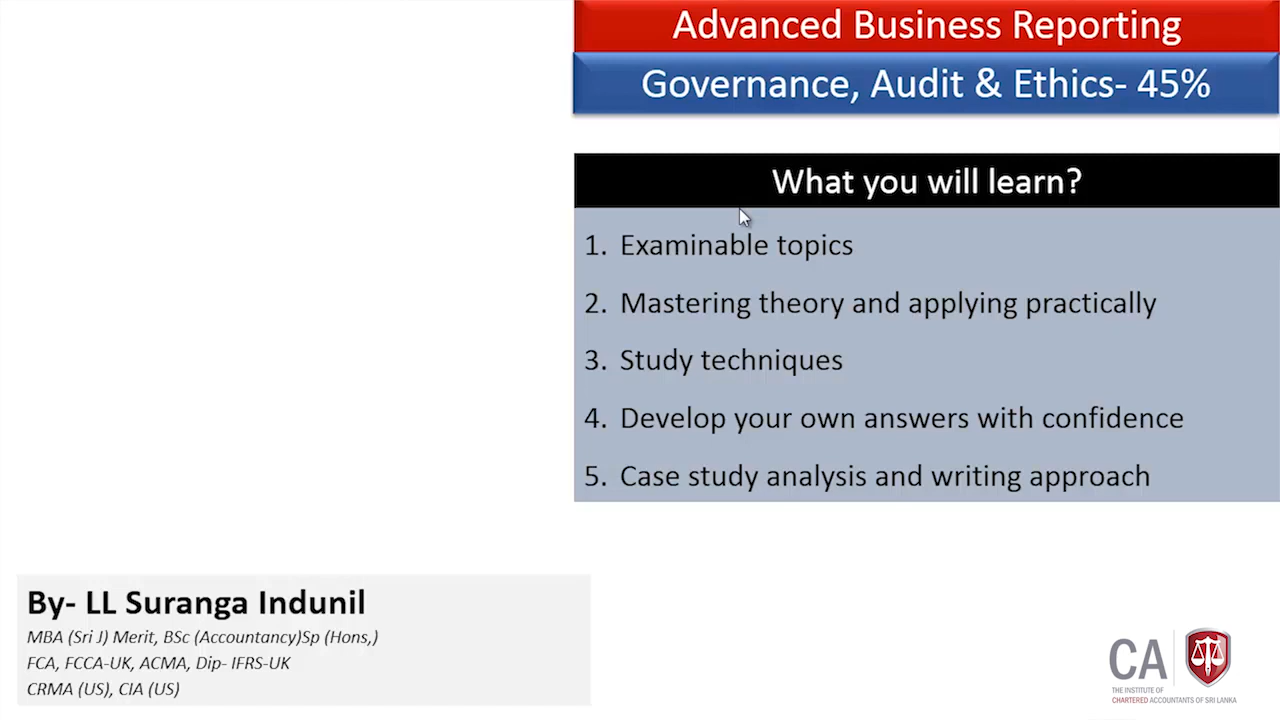 Advanced Business Reporting
Governance, Audit & Ethics- 45%
What you will learn?
1. Examinable topics
2. Mastering theory and applying practically
3. Study techniques
4. Develop your own answers with confidence
5. Case study analysis and writing approach
By- LL Suranga Indunil
MBA (Sri J) Merit, BSc (Accountancy)Sp (Hons,)
FCA, FCCA-UK, ACMA, Dip- IFRS-UK
CRMA (US), CIA (US)
CA
THE INSTITUTE OF
CHARTERED ACCOUNTANTS OF SRI LANKA